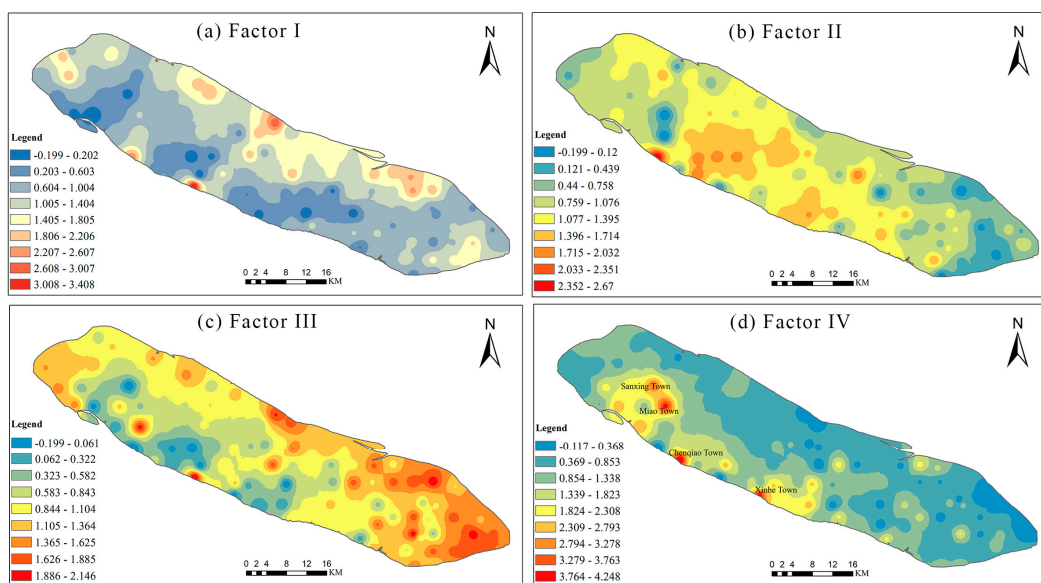 (a) Factor I
N
Legend
-0.199 - 0.202
0.203 - 0.603
0.604 - 1.004
1.005 - 1.404
1.405 - 1.805
1.806 - 2.206
2.207 - 2.607
2.608 - 3.007
3.008 - 3.408
0 2 4 8 12 16
KM
(b) Factor II
N
Legend
-0.199 - 0.12
0.121 - 0.439
0.44 - 0.758
0.759 - 1.076
1.077 - 1.395
1.396 - 1.714
1.715 - 2.032
2.033 - 2.351
2.352 - 2.67
0 2 4 8 12 16
KM
(c) Factor III
N
Legend
-0.199 - 0.061
0.062 - 0.322
0.323 - 0.582
0.583 - 0.843
0.844 - 1.104
1.105 - 1.364
1.365 - 1.625
1.626 - 1.885
1.886 - 2.146
0 2 4 8 12 16
KM
(d) Factor IV
N
Sanxing Town
Miao Town
Chenqiao Town
Xinhe Town
Legend
-0.117 - 0.368
0.369 - 0.853
0.854 - 1.338
1.339 - 1.823
1.824 - 2.308
2.309 - 2.793
2.794 - 3.278
3.279 - 3.763
3.764 - 4.248
0 2 4 8 12 16
KM